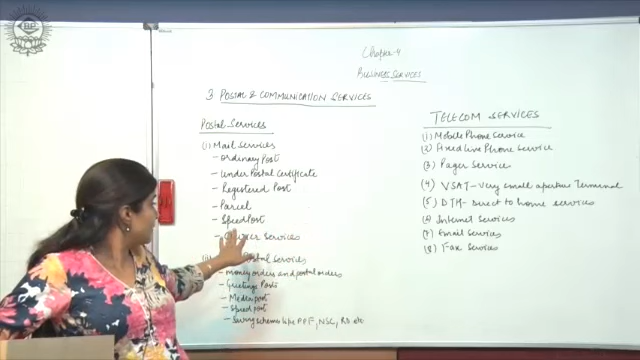 Chapter-4
Business Services
3 Postal & Communication Services
Postal Services
(i) Mail Services
- Ordinary Post
- Under Postal Certificate
- Registered Post
- Parcel
- Speed Post
- Services
Postal Services
- Money orders and postal orders
- Greetings Post
- Media post
- Speed post
- Saving schemes like PPF, NSC, RD etc
Telecom Services
(1) Mobile Phone Service
(2) Fixed Line Phone Service
(3) Pager Service
(4) VSAT - Very small aperture Terminal
(5) DTH - Direct to home services
(6) Internet Services
(7) Email Services
(8) Fax Services